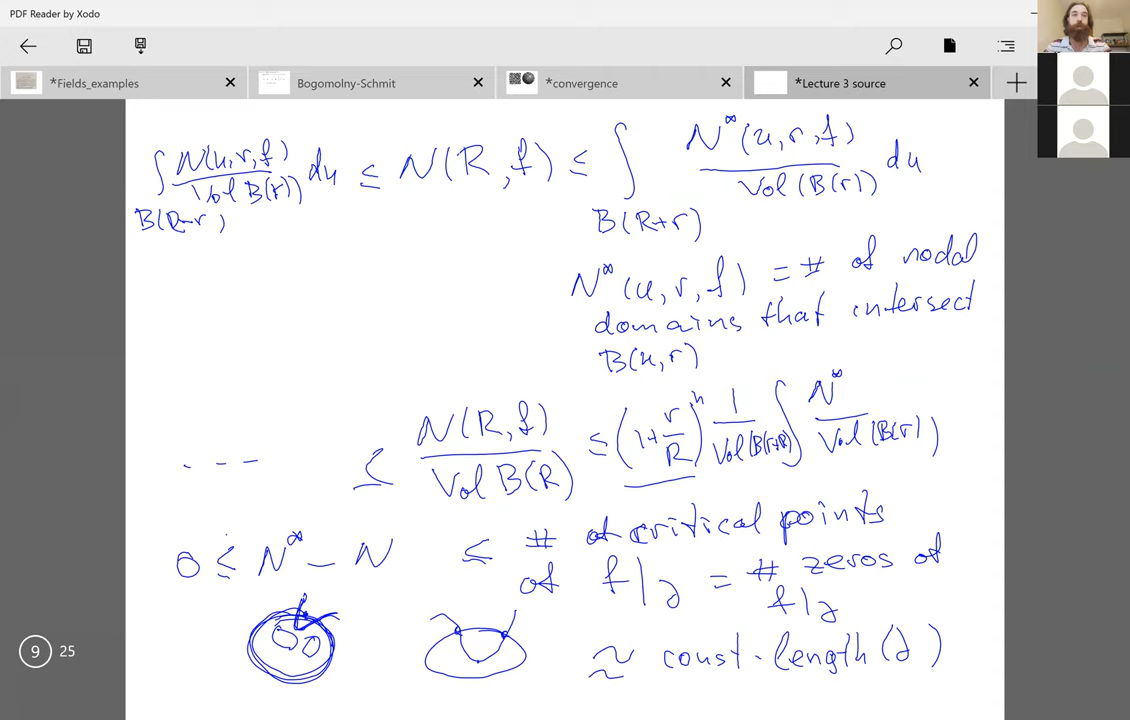 PDF Reader by Xodo
*Fields_examples
Bogomolny-Schmit
*convergence
*Lecture 3 source
∫_{B(R-r)} N(u,r,f)/Vol B(r) du ≤ N(R,f) ≤ ∫_{B(R+r)} N^∞(u,r,f)/Vol(B(r)) du
N^∞(u,r,f) = # of nodal
domains that intersect
B(u,r)
--- ≤ N(R,f)/Vol B(R) ≤ (1+r/R)^n 1/Vol(B(r+R)) ∫ N^∞/Vol(B(r))
0 ≤ N^∞ - N ≤ # of critical points
of f|∂ = # zeros of
f|∂
≈ const. length(∂)
9 25